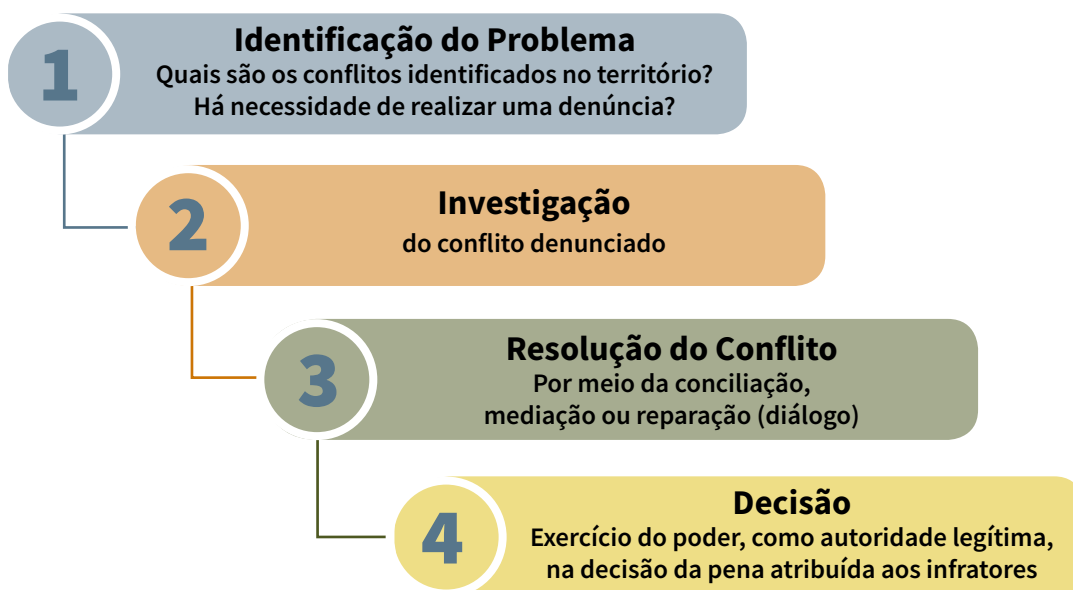 1
Identificação do Problema
Quais são os conflitos identificados no território?
Há necessidade de realizar uma denúncia?
2
Investigação
do conflito denunciado
3
Resolução do Conflito
Por meio da conciliação,
mediação ou reparação (diálogo)
4
Decisão
Exercício do poder, como autoridade legítima,
na decisão da pena atribuída aos infratores